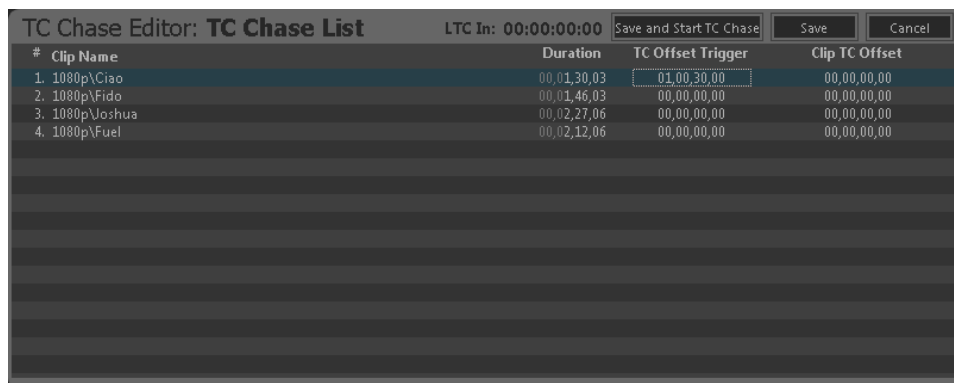 TC Chase Editor: TC Chase List LTC In: 00:00:00:00 Save and Start TC Chase Save Cancel
# Clip Name Duration TC Offset Trigger Clip TC Offset
1. 1080p\Ciao 00,01,30,03 01,00,30,00 00,00,00,00
2. 1080p\Fido 00,01,46,03 00,00,00,00 00,00,00,00
3. 1080p\Joshua 00,02,27,06 00,00,00,00 00,00,00,00
4. 1080p\Fuel 00,02,12,06 00,00,00,00 00,00,00,00